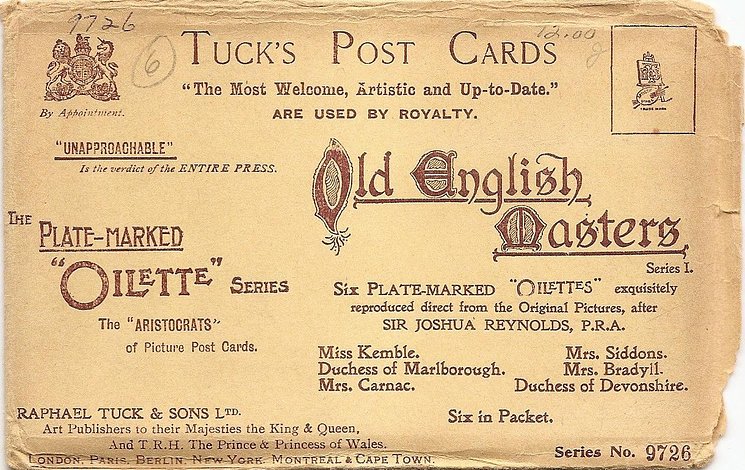 9726
6
12.00
TUCK'S POST CARDS
"The Most Welcome, Artistic and Up-to-Date."
ARE USED BY ROYALTY.
By Appointment.
TRADE MARK
"UNAPPROACHABLE"
Is the verdict of the ENTIRE PRESS.
Old English
Masters
Series I.
THE
PLATE-MARKED
"OILETTE" SERIES
The "ARISTOCRATS"
of Picture Post Cards.
SIX PLATE-MARKED "OILETTES" exquisitely
reproduced direct from the Original Pictures, after
SIR JOSHUA REYNOLDS, P.R.A.
Miss Kemble. Mrs. Siddons.
Duchess of Marlborough. Mrs. Bradyll.
Mrs. Carnac. Duchess of Devonshire.
Six in Packet.
RAPHAEL TUCK & SONS LTD.
Art Publishers to their Majesties the King & Queen,
And T R.H. The Prince & Princess of Wales.
LONDON, PARIS, BERLIN, NEW YORK, MONTREAL & CAPE TOWN.
Series No. 9726